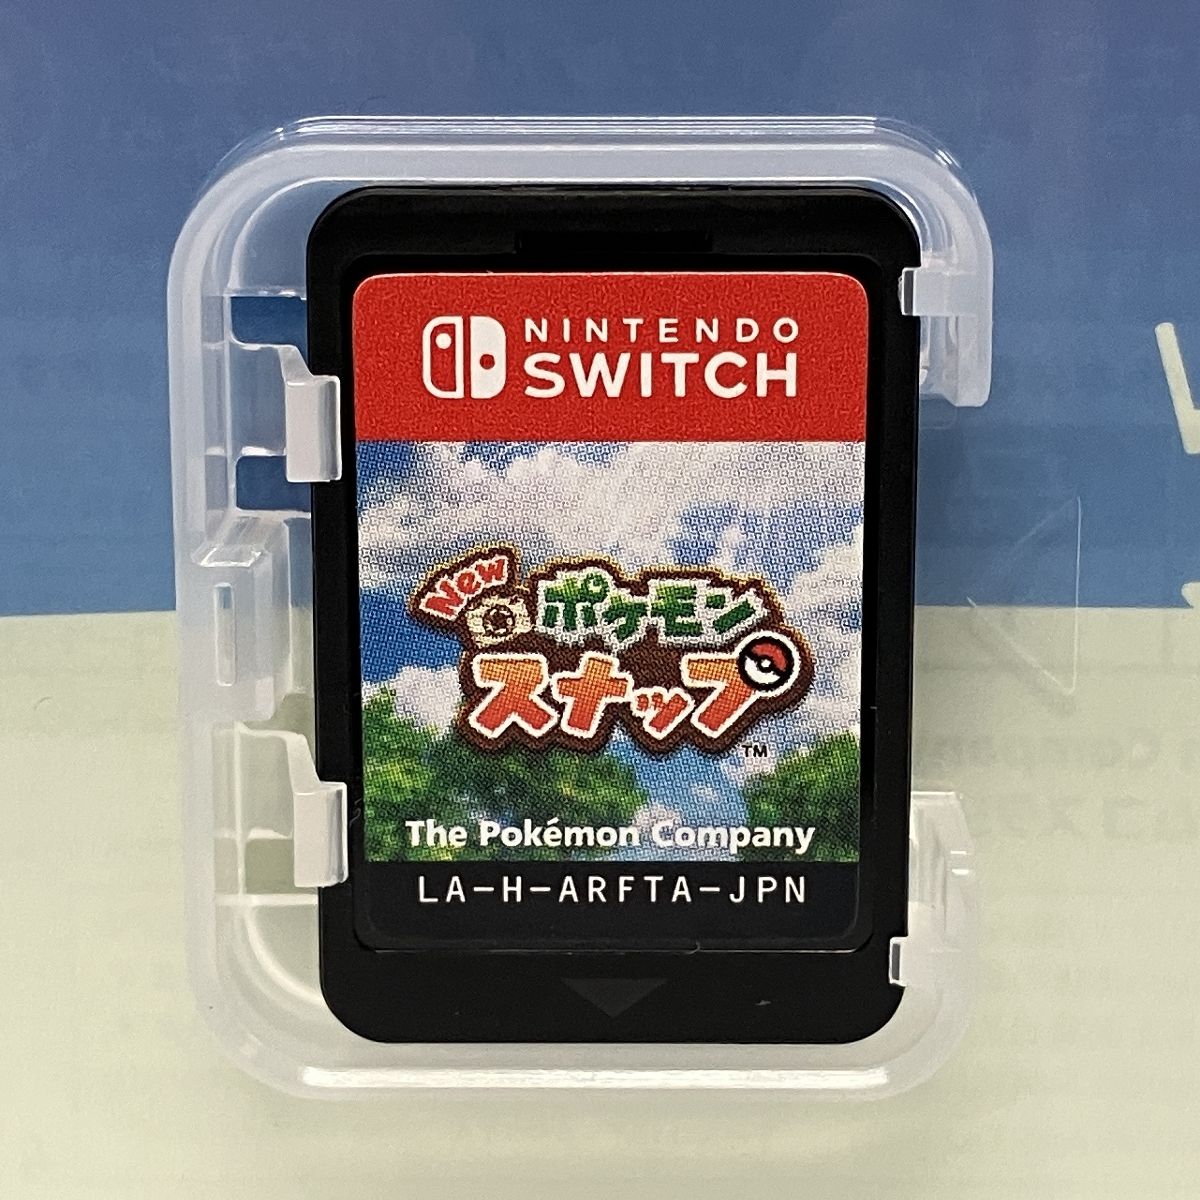 NINTENDO
SWITCH
New
ポケモン
スナップ
TM
The Pokémon Company
LA-H-ARFTA-JPN